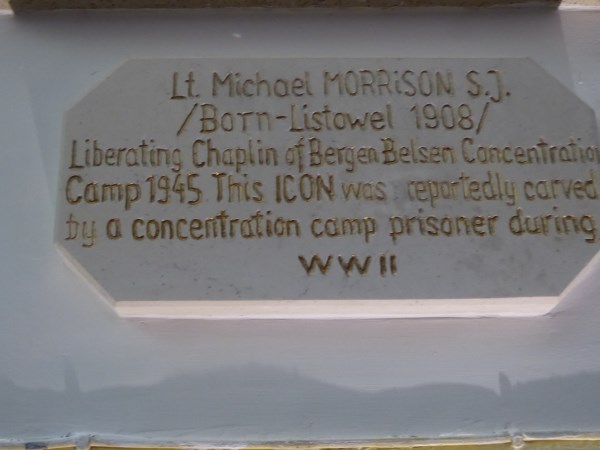 Lt. Michael MORRiSON S.J.
/Born-Listowel 1908/
Liberating Chaplin of Bergen Belsen Concentratio
Camp 1945 This ICON was reportedly carved
by a concentration camp prisoner during
WWII